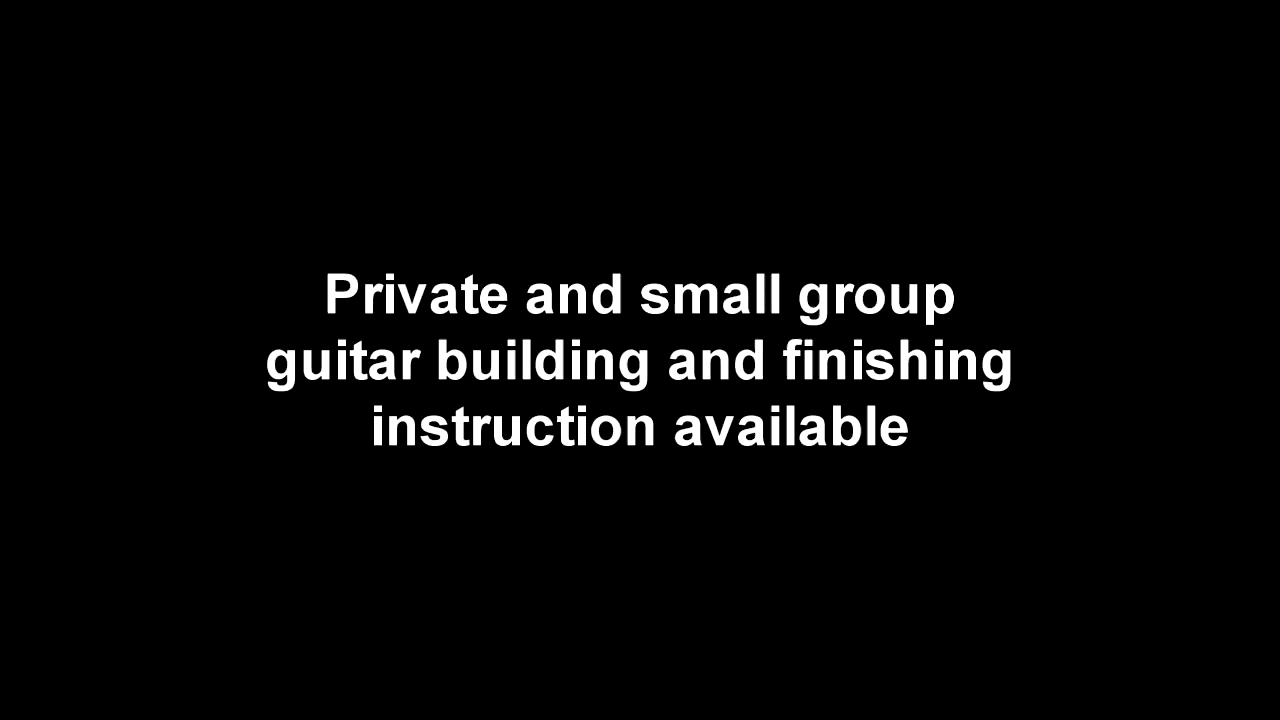 Private and small group
guitar building and finishing
instruction available